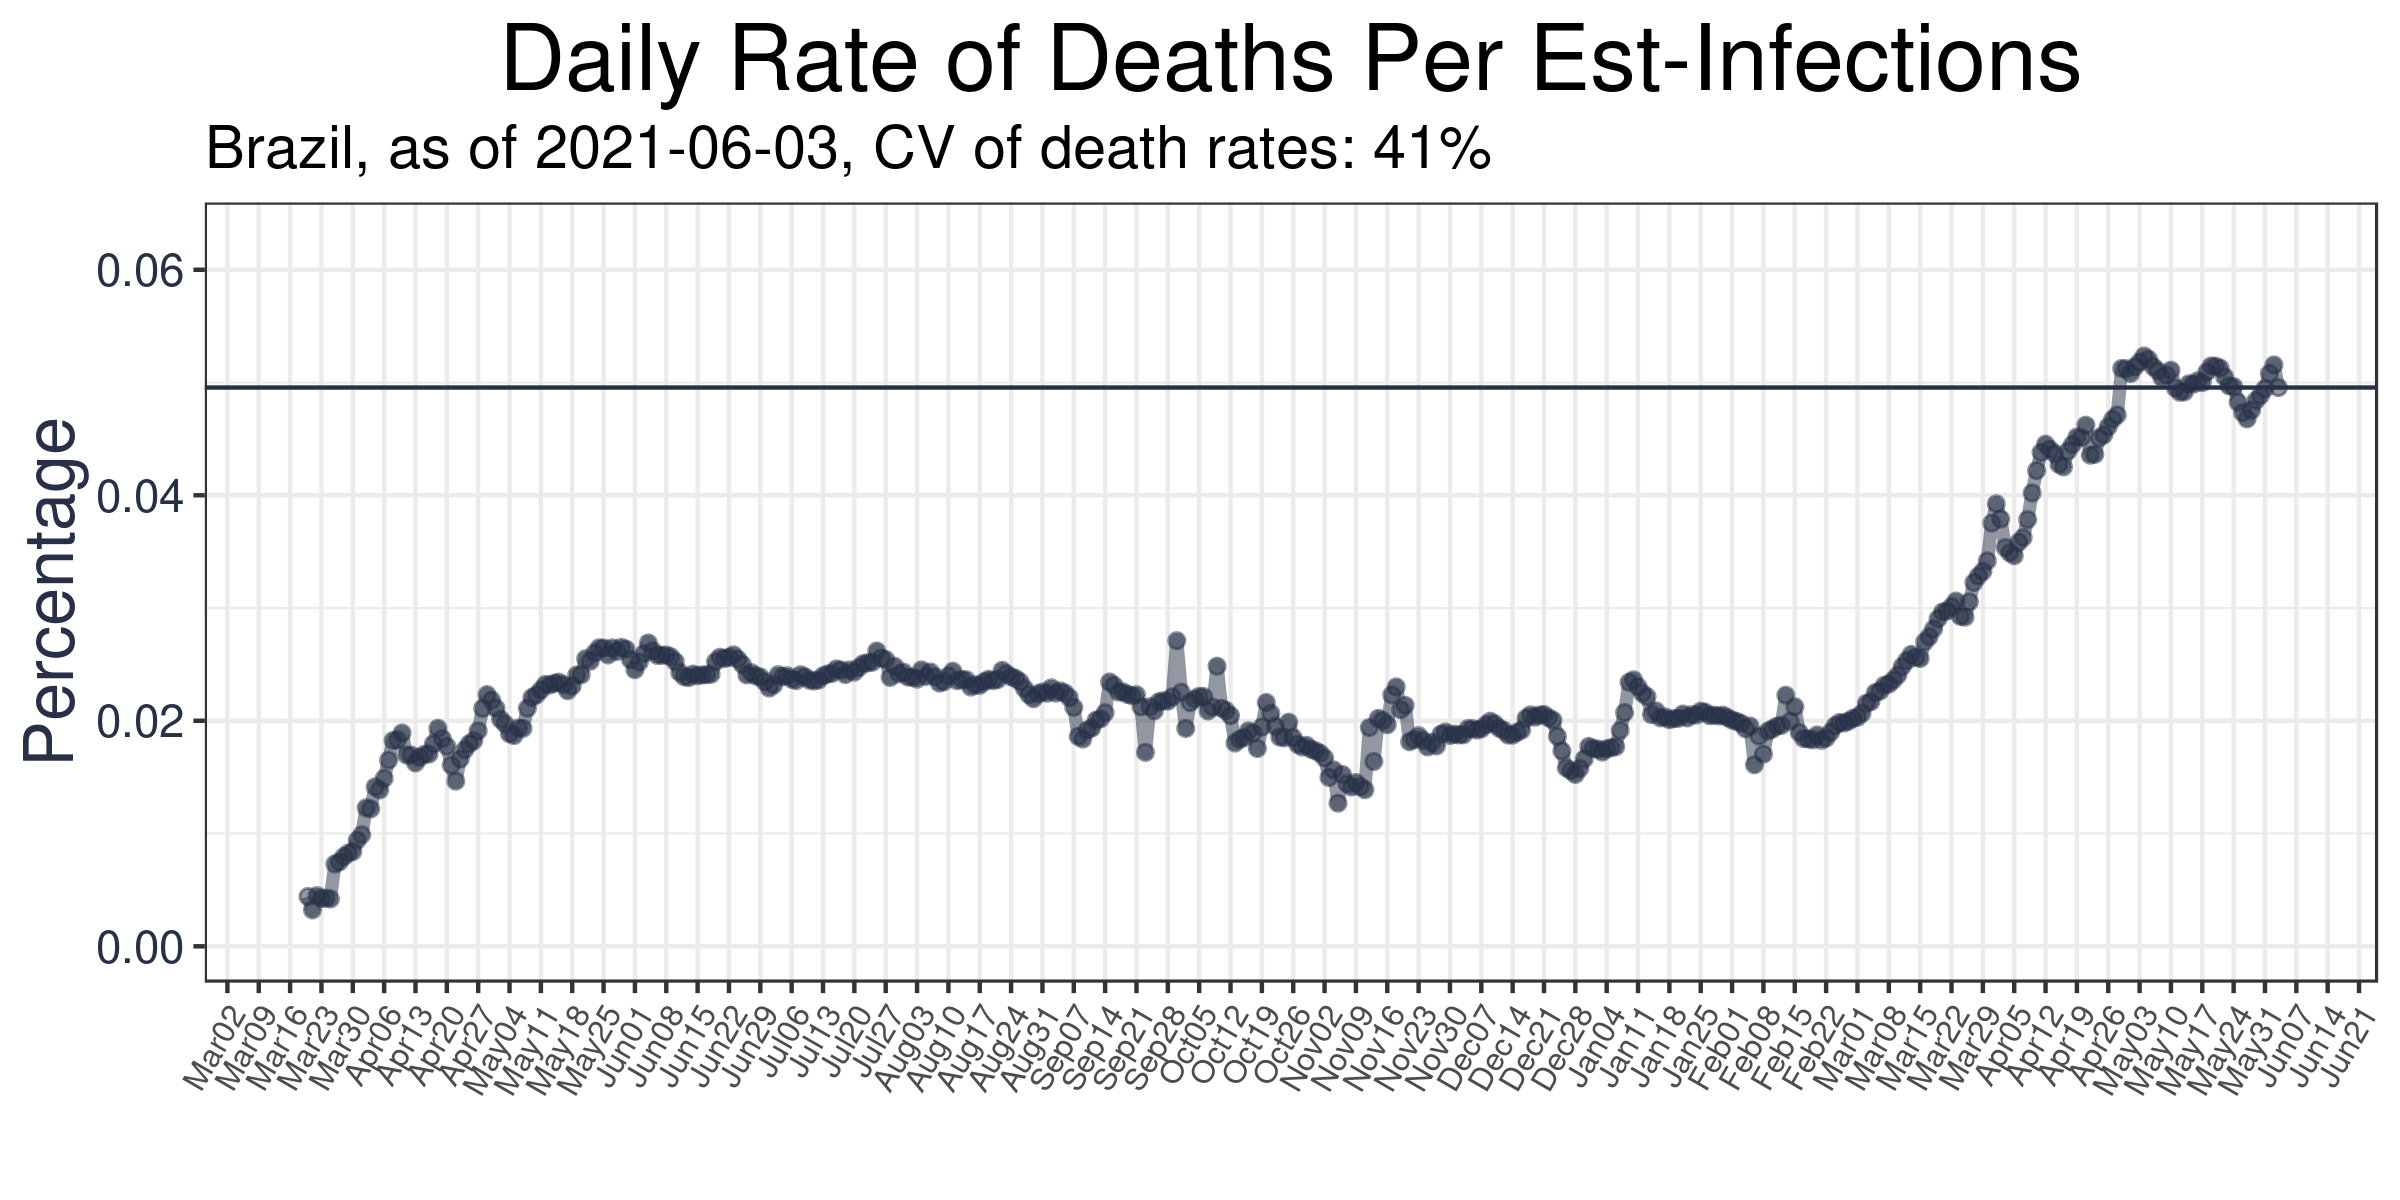 Daily Rate of Deaths Per Est-Infections
Brazil, as of 2021-06-03, CV of death rates: 41%
Percentage
0.06
0.04
0.02
0.00
Mar02
Mar09
Mar16
Mar23
Mar30
Apr06
Apr13
Apr20
Apr27
May04
May11
May18
May25
Jun01
Jun08
Jun15
Jun22
Jun29
Jul06
Jul13
Jul20
Jul27
Aug03
Aug10
Aug17
Aug24
Aug31
Sep07
Sep14
Sep21
Sep28
Oct05
Oct12
Oct19
Oct26
Nov02
Nov09
Nov16
Nov23
Nov30
Dec07
Dec14
Dec21
Dec28
Jan04
Jan11
Jan18
Jan25
Feb01
Feb08
Feb15
Feb22
Mar01
Mar08
Mar15
Mar22
Mar29
Apr05
Apr12
Apr19
Apr26
May03
May10
May17
May24
May31
Jun07
Jun14
Jun21